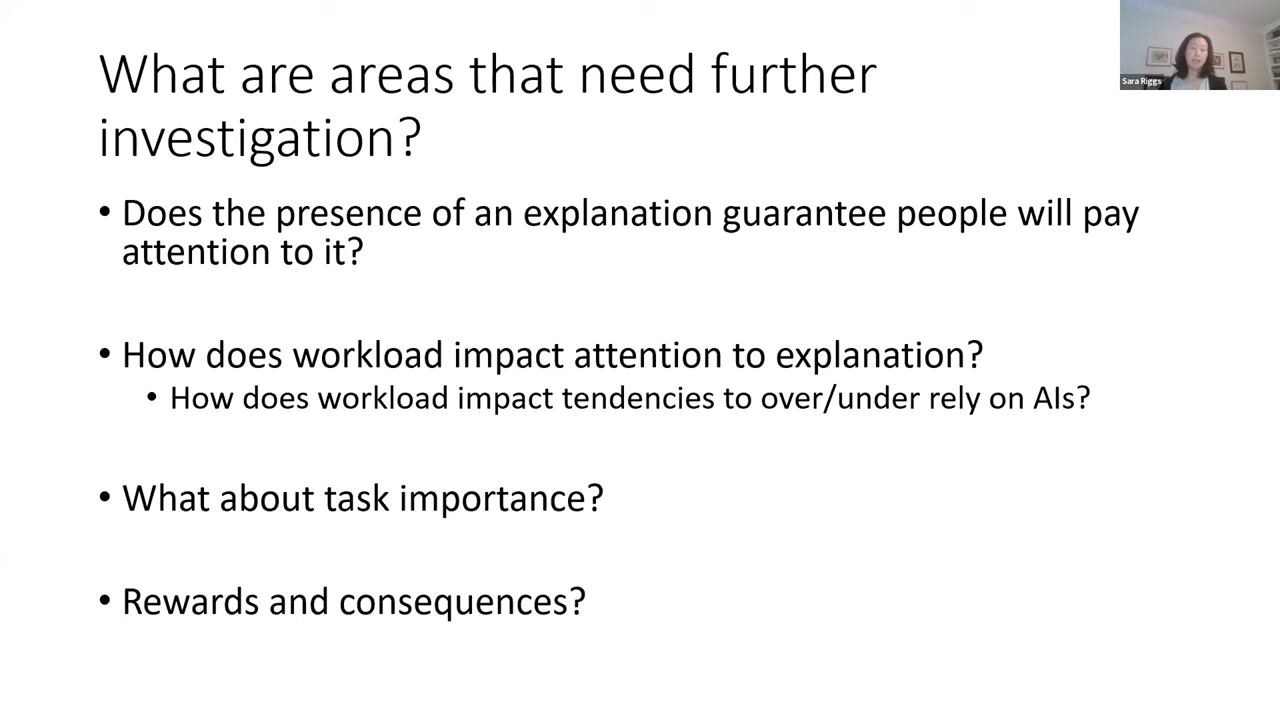 What are areas that need further
investigation?
Sara Riggs
• Does the presence of an explanation guarantee people will pay
attention to it?
• How does workload impact attention to explanation?
• How does workload impact tendencies to over/under rely on AIs?
• What about task importance?
• Rewards and consequences?